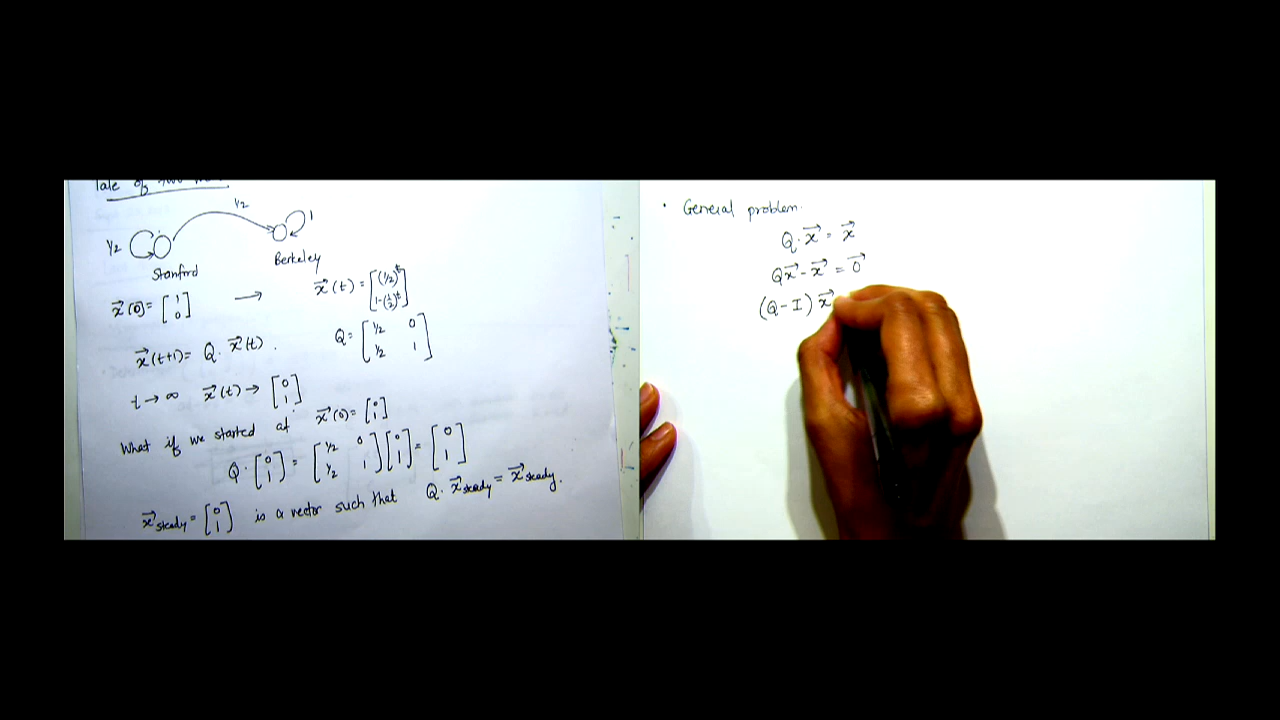 Tale of two
1/2
1/2
1
Stanford
Berkeley
x⃗(0) = [1 0] → x⃗(t) = [(1/2)^t 1-(1/2)^t]
x⃗(t+1) = Q · x⃗(t). Q = [1/2 0 1/2 1]
t → ∞ x⃗(t) → [0 1]
What if we started at x⃗(0) = [0 1]
Q · [0 1] = [1/2 0 1/2 1] [0 1] = [0 1]
x⃗steady = [0 1] is a vector such that Q · x⃗steady = x⃗steady.
• General problem.
Q · x⃗ = x⃗
Qx⃗ - x⃗ = 0⃗
(Q - I) x⃗